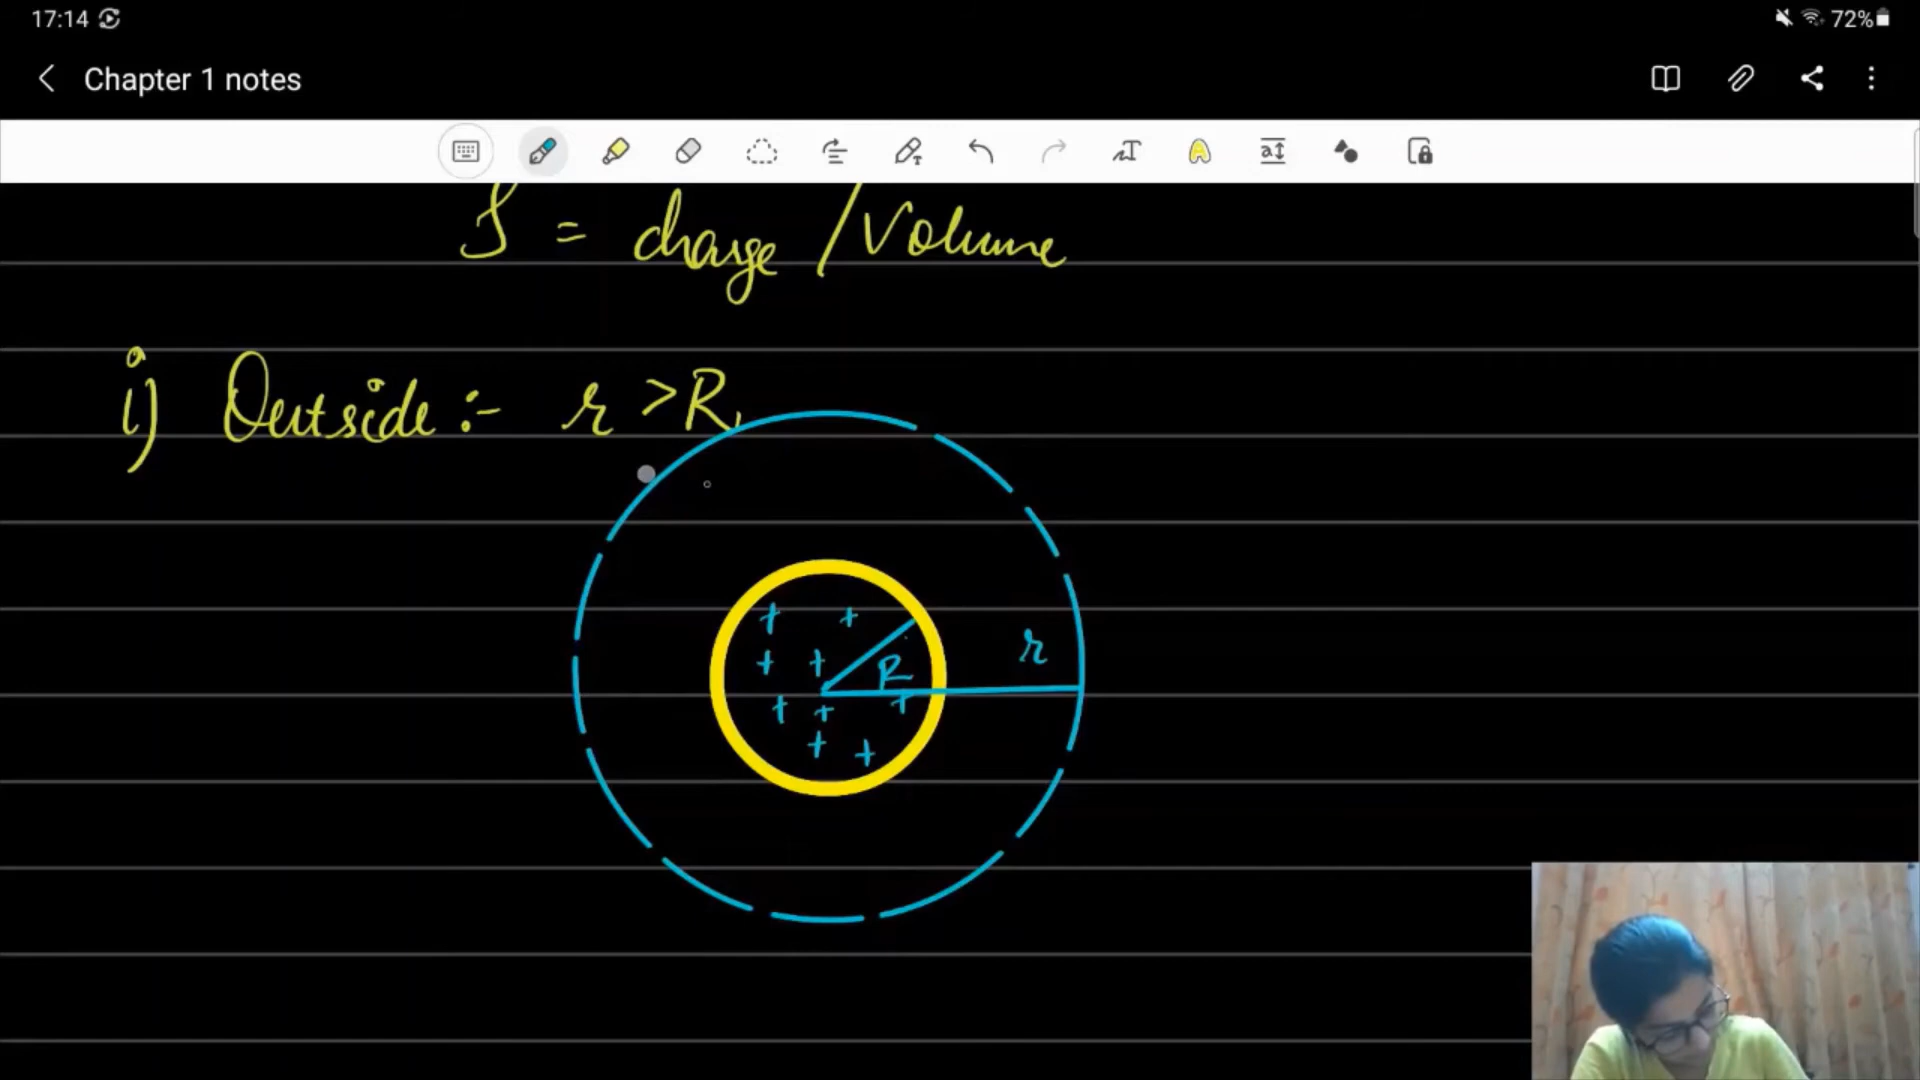 17:14 72%
Chapter 1 notes
ρ = charge / Volume
i) Outside :- r > R,
+ +
+ + R r
+ + +
+ +